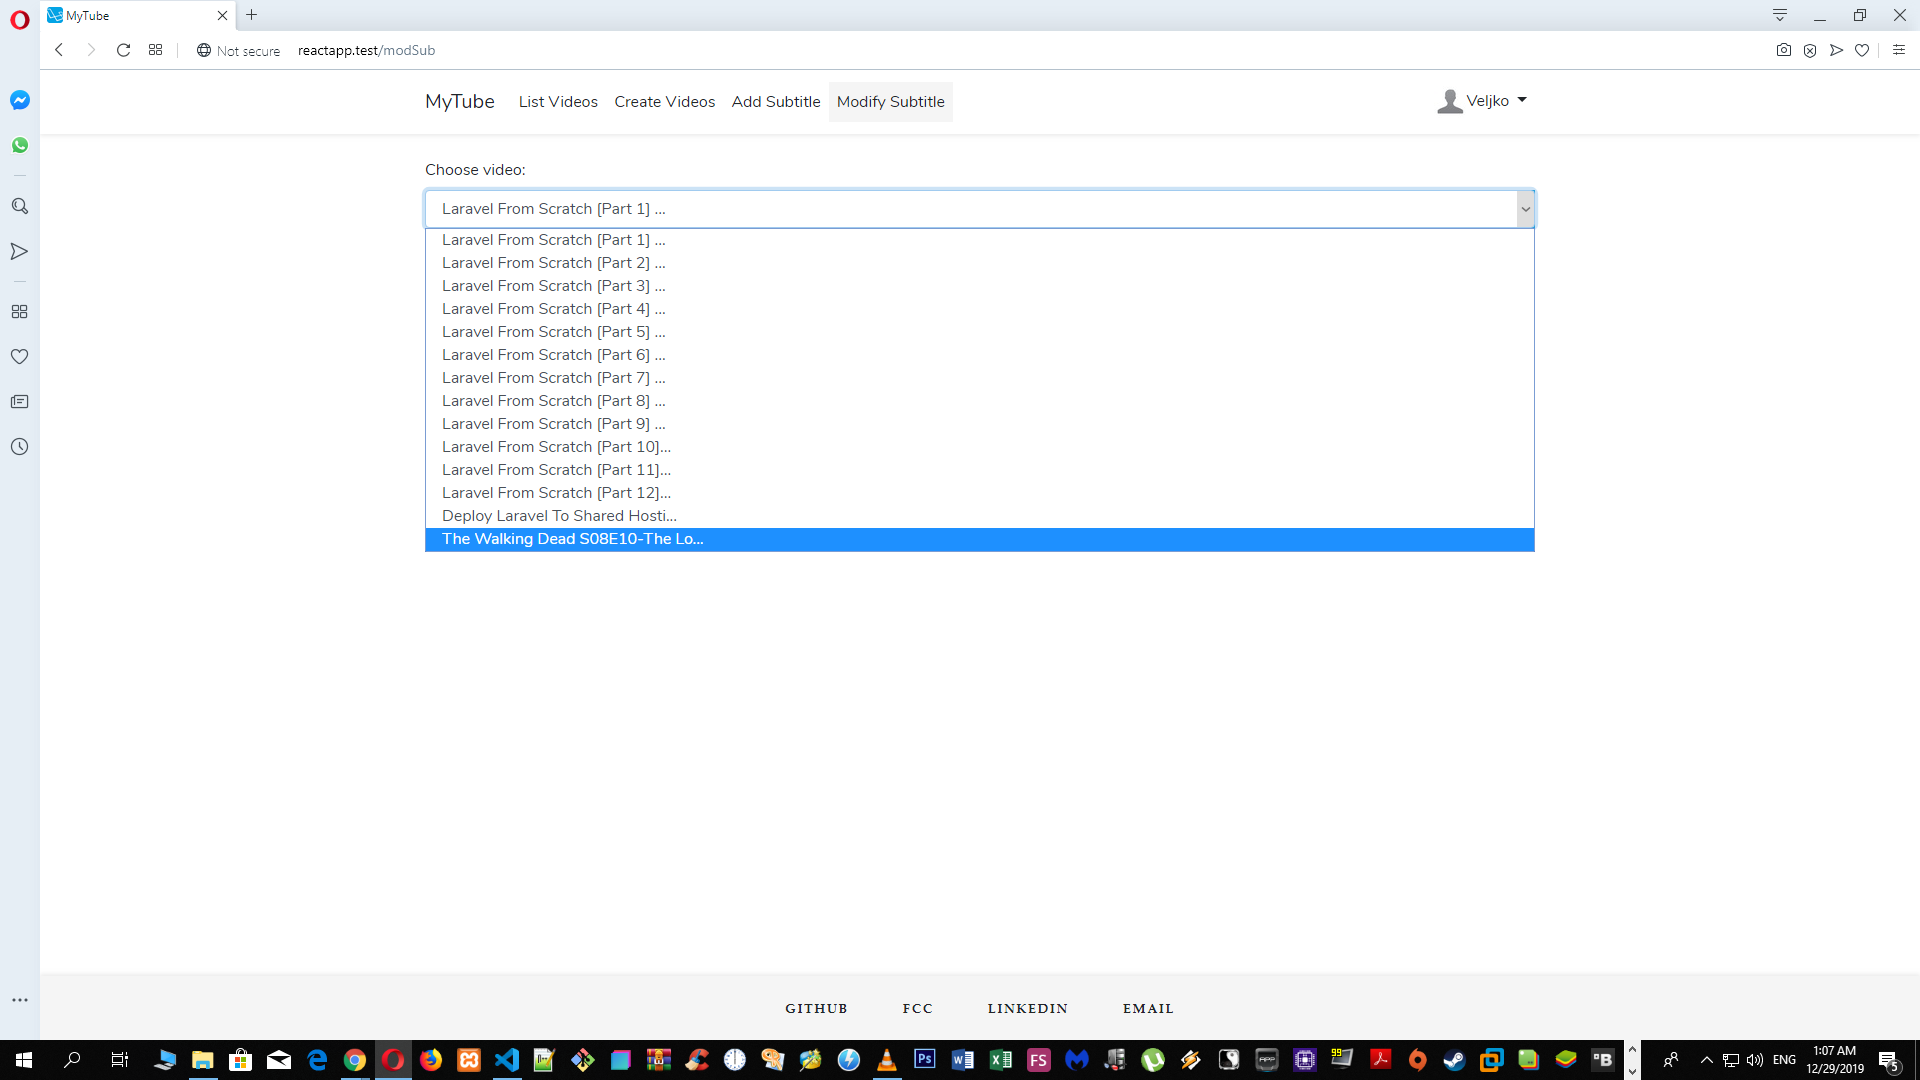 MyTube
Not secure reactapp.test/modSub
MyTube List Videos Create Videos Add Subtitle Modify Subtitle Veljko
Choose video:
Laravel From Scratch [Part 1] ...
Laravel From Scratch [Part 1] ...
Laravel From Scratch [Part 2] ...
Laravel From Scratch [Part 3] ...
Laravel From Scratch [Part 4] ...
Laravel From Scratch [Part 5] ...
Laravel From Scratch [Part 6] ...
Laravel From Scratch [Part 7] ...
Laravel From Scratch [Part 8] ...
Laravel From Scratch [Part 9] ...
Laravel From Scratch [Part 10]...
Laravel From Scratch [Part 11]...
Laravel From Scratch [Part 12]...
Deploy Laravel To Shared Hosti...
The Walking Dead S08E10-The Lo...
GITHUB FCC LINKEDIN EMAIL
Ps FS APP 99 B ENG 1:07 AM
12/29/2019 5